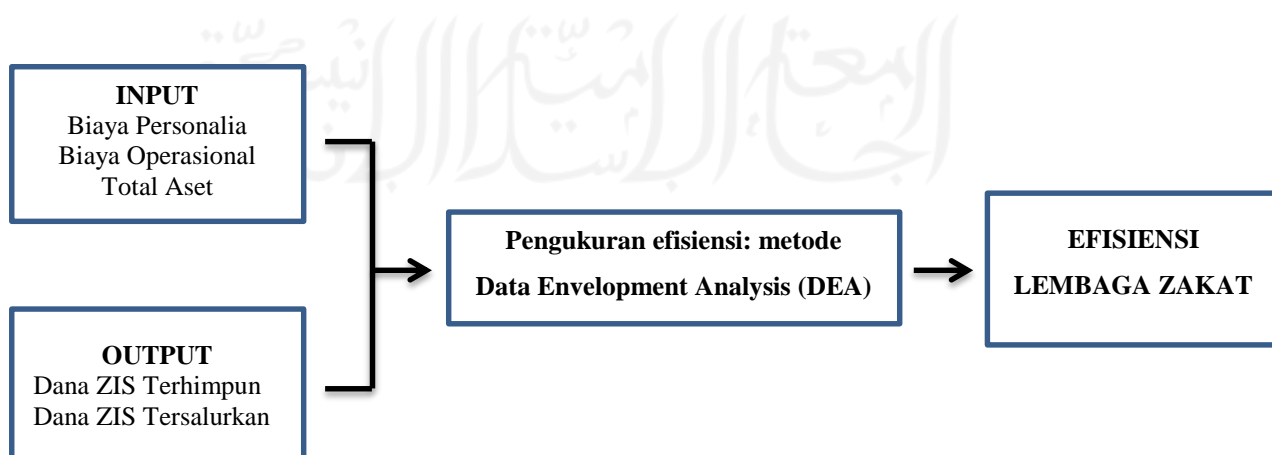 INPUT
Biaya Personalia
Biaya Operasional
Total Aset
OUTPUT
Dana ZIS Terhimpun
Dana ZIS Tersalurkan
Pengukuran efisiensi: metode
Data Envelopment Analysis (DEA)
EFISIENSI
LEMBAGA ZAKAT